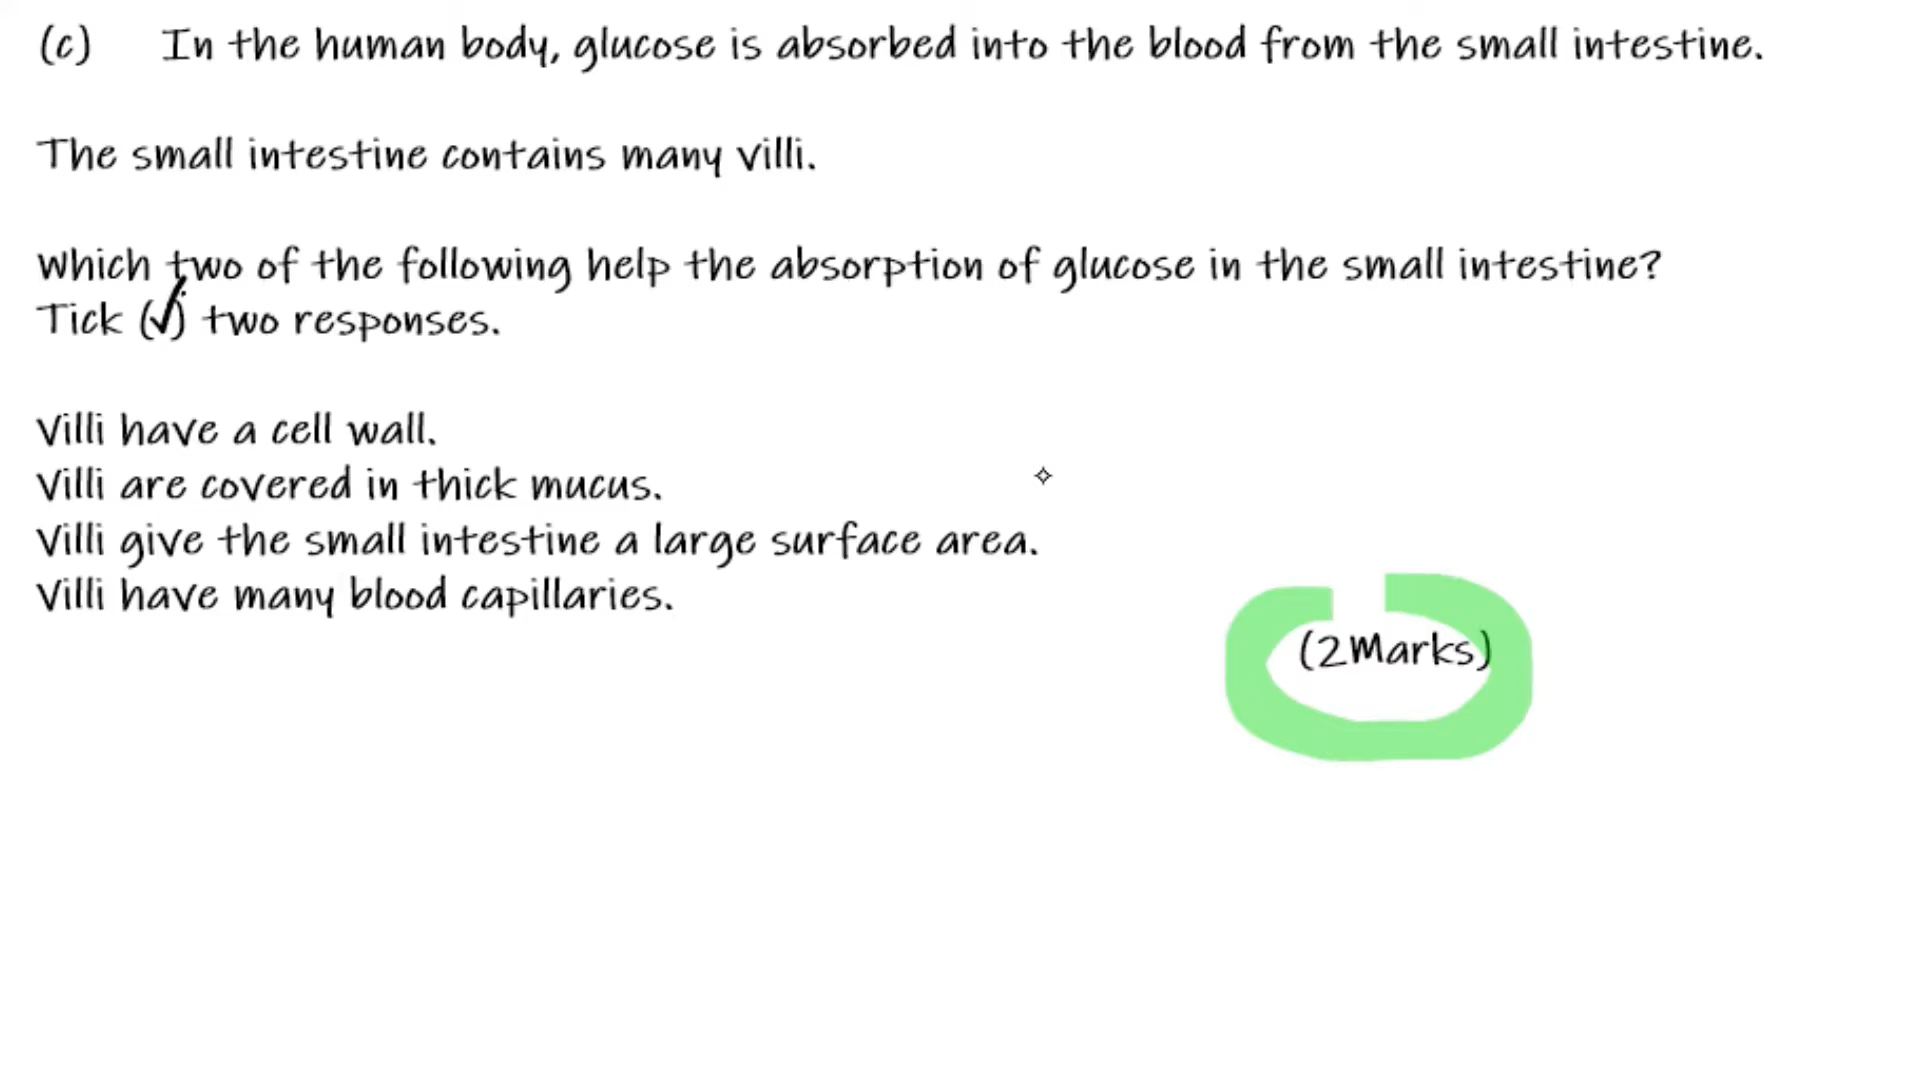 (c) In the human body, glucose is absorbed into the blood from the small intestine.
The small intestine contains many villi.
Which two of the following help the absorption of glucose in the small intestine?
Tick (✓) two responses.
Villi have a cell wall.
Villi are covered in thick mucus.
Villi give the small intestine a large surface area.
Villi have many blood capillaries.
(2Marks)